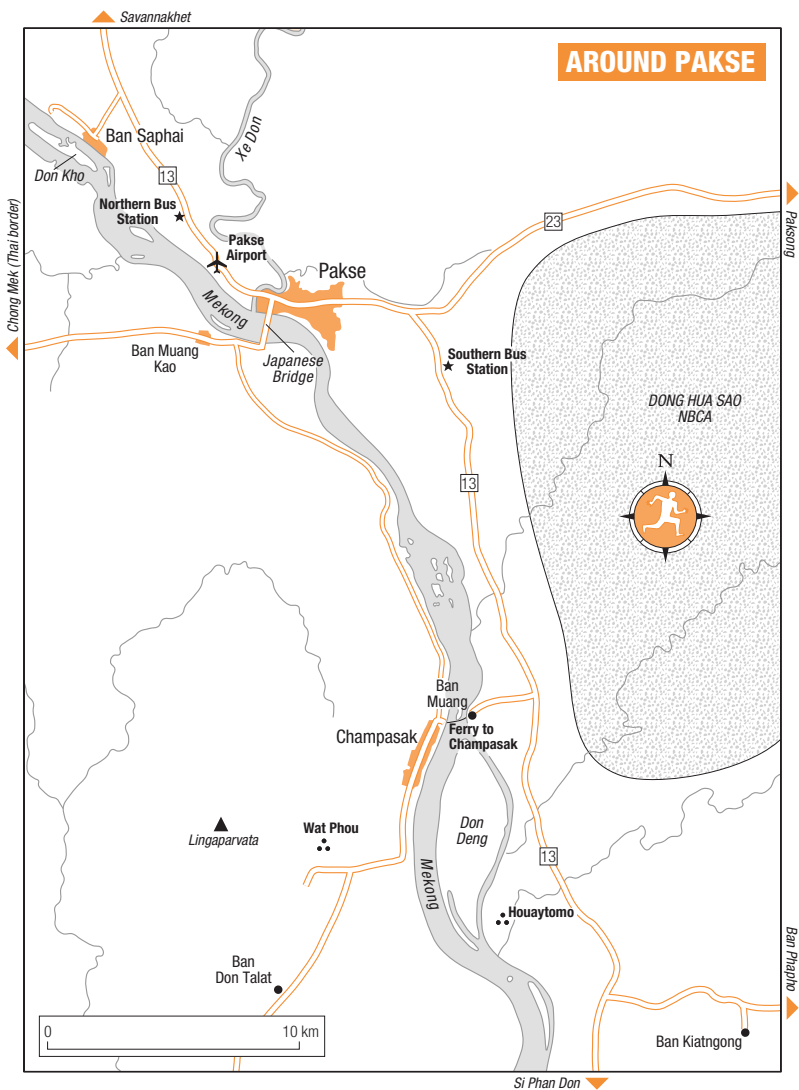 Savannakhet
AROUND PAKSE
Ban Saphai
Xe Don
Don Kho
13
Northern Bus
Station
Pakse
Airport
23
Paksong
Chong Mek (Thai border)
Pakse
Mekong
Ban Muang
Kao
Japanese
Bridge
Southern Bus
Station
DONG HUA SAO
NBCA
N
13
Ban
Muang
Champasak
Ferry to
Champasak
Lingaparvata
Wat Phou
Don
Deng
13
Mekong
Houaytomo
Ban
Don Talat
Ban Phapho
0
10 km
Ban Kiatngong
Si Phan Don